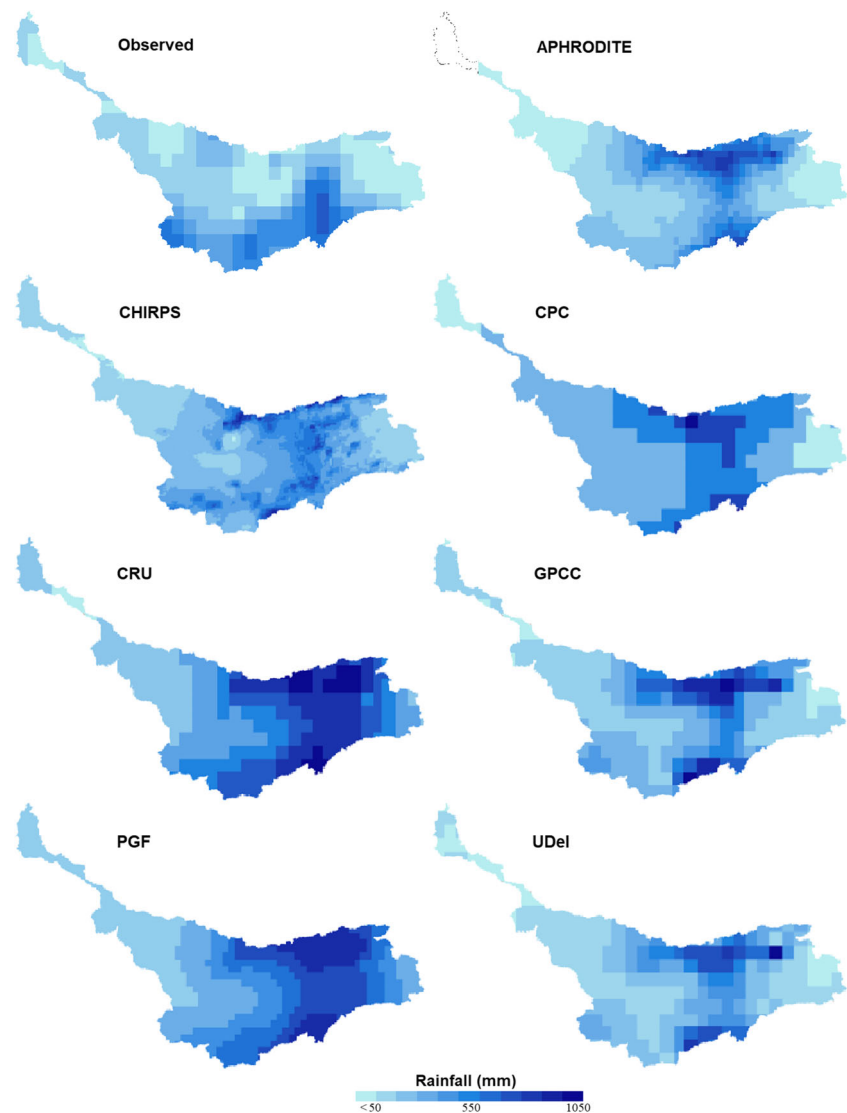 Observed
APHRODITE
CHIRPS
CPC
CRU
GPCC
PGF
UDel
Rainfall (mm)
<50 550 1050